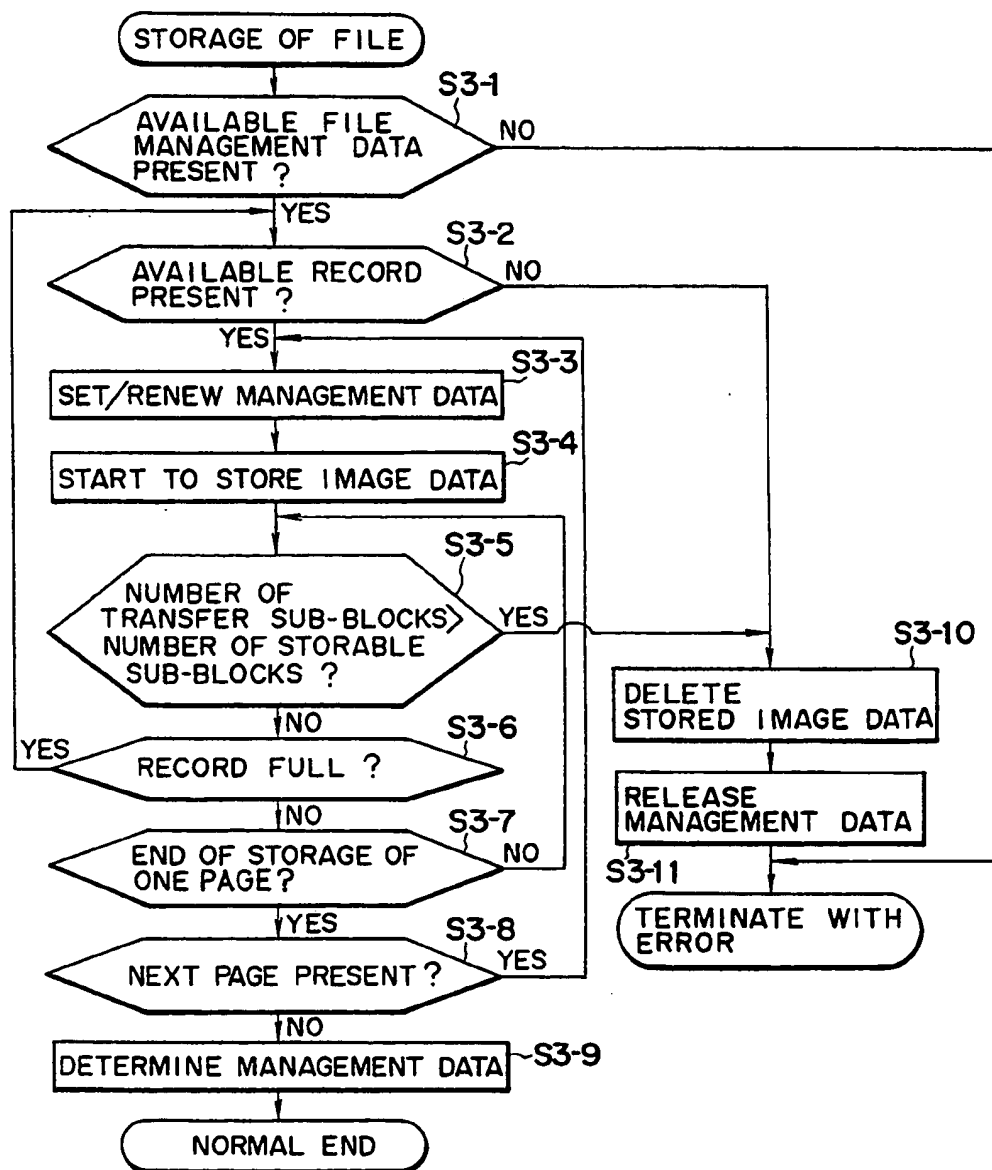 STORAGE OF FILE
S3-1
AVAILABLE FILE
MANAGEMENT DATA
PRESENT ?
NO
YES
S3-2
AVAILABLE RECORD
PRESENT ?
NO
YES
S3-3
SET/RENEW MANAGEMENT DATA
S3-4
START TO STORE IMAGE DATA
S3-5
NUMBER OF
TRANSFER SUB-BLOCKS>
NUMBER OF STORABLE
SUB-BLOCKS ?
YES
NO
S3-6
RECORD FULL ?
YES
NO
S3-7
END OF STORAGE OF
ONE PAGE?
NO
YES
S3-8
NEXT PAGE PRESENT ?
YES
NO
DETERMINE MANAGEMENT DATA
S3-9
NORMAL END
S3-10
DELETE
STORED IMAGE DATA
RELEASE
MANAGEMENT DATA
S3-11
TERMINATE WITH
ERROR